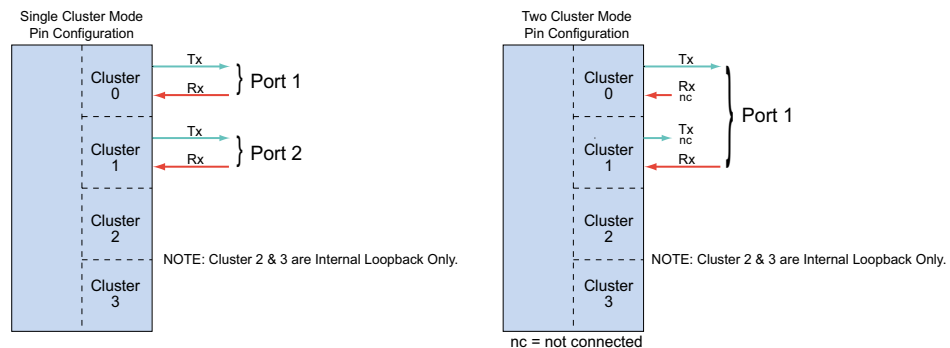 Single Cluster Mode
Pin Configuration
Cluster
0
Tx
Rx
Port 1
Cluster
1
Tx
Rx
Port 2
Cluster
2
NOTE: Cluster 2 & 3 are Internal Loopback Only.
Cluster
3
Two Cluster Mode
Pin Configuration
Cluster
0
Tx
Rx
nc
Cluster
1
Tx
nc
Rx
Port 1
Cluster
2
NOTE: Cluster 2 & 3 are Internal Loopback Only.
Cluster
3
nc = not connected